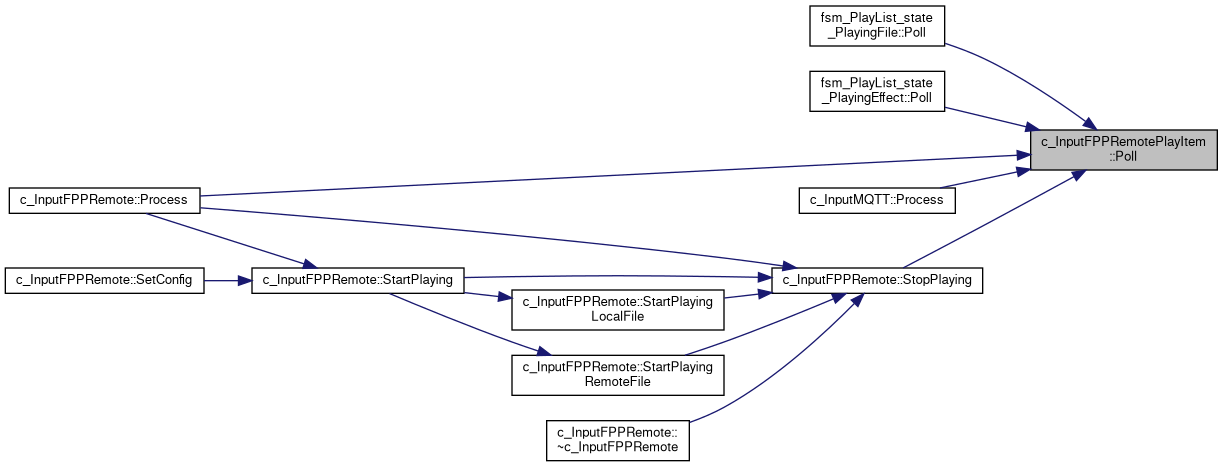 fsm_PlayList_state
_PlayingFile::Poll
fsm_PlayList_state
_PlayingEffect::Poll
c_InputFPPRemotePlayItem
::Poll
c_InputFPPRemote::Process
c_InputMQTT::Process
c_InputFPPRemote::SetConfig
c_InputFPPRemote::StartPlaying
c_InputFPPRemote::StopPlaying
c_InputFPPRemote::StartPlaying
LocalFile
c_InputFPPRemote::StartPlaying
RemoteFile
c_InputFPPRemote::
~c_InputFPPRemote